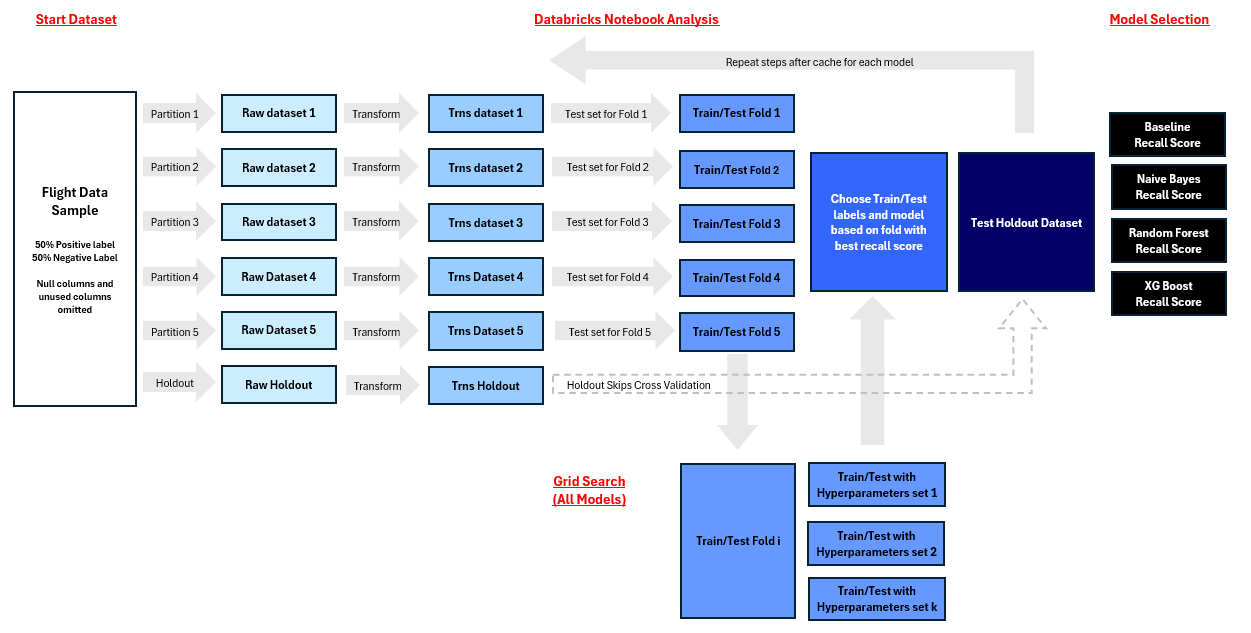 Start Dataset
Databricks Notebook Analysis
Model Selection
Repeat steps after cache for each model
Flight Data
Sample
50% Positive label
50% Negative Label
Null columns and
unused columns
omitted
Partition 1
Raw dataset 1
Transform
Trns dataset 1
Test set for Fold 1
Train/Test Fold 1
Partition 2
Raw dataset 2
Transform
Trns dataset 2
Test set for Fold 2
Train/Test Fold 2
Partition 3
Raw dataset 3
Transform
Trns dataset 3
Test set for Fold 3
Train/Test Fold 3
Partition 4
Raw Dataset 4
Transform
Trns Dataset 4
Test set for Fold 4
Train/Test Fold 4
Partition 5
Raw Dataset 5
Transform
Trns Dataset 5
Test set for Fold 5
Train/Test Fold 5
Holdout
Raw Holdout
Transform
Trns Holdout
Holdout Skips Cross Validation
Choose Train/Test
labels and model
based on fold with
best recall score
Test Holdout Dataset
Baseline
Recall Score
Naive Bayes
Recall Score
Random Forest
Recall Score
XG Boost
Recall Score
Grid Search
(All Models)
Train/Test Fold i
Train/Test with
Hyperparameters set 1
Train/Test with
Hyperparameters set 2
Train/Test with
Hyperparameters set k